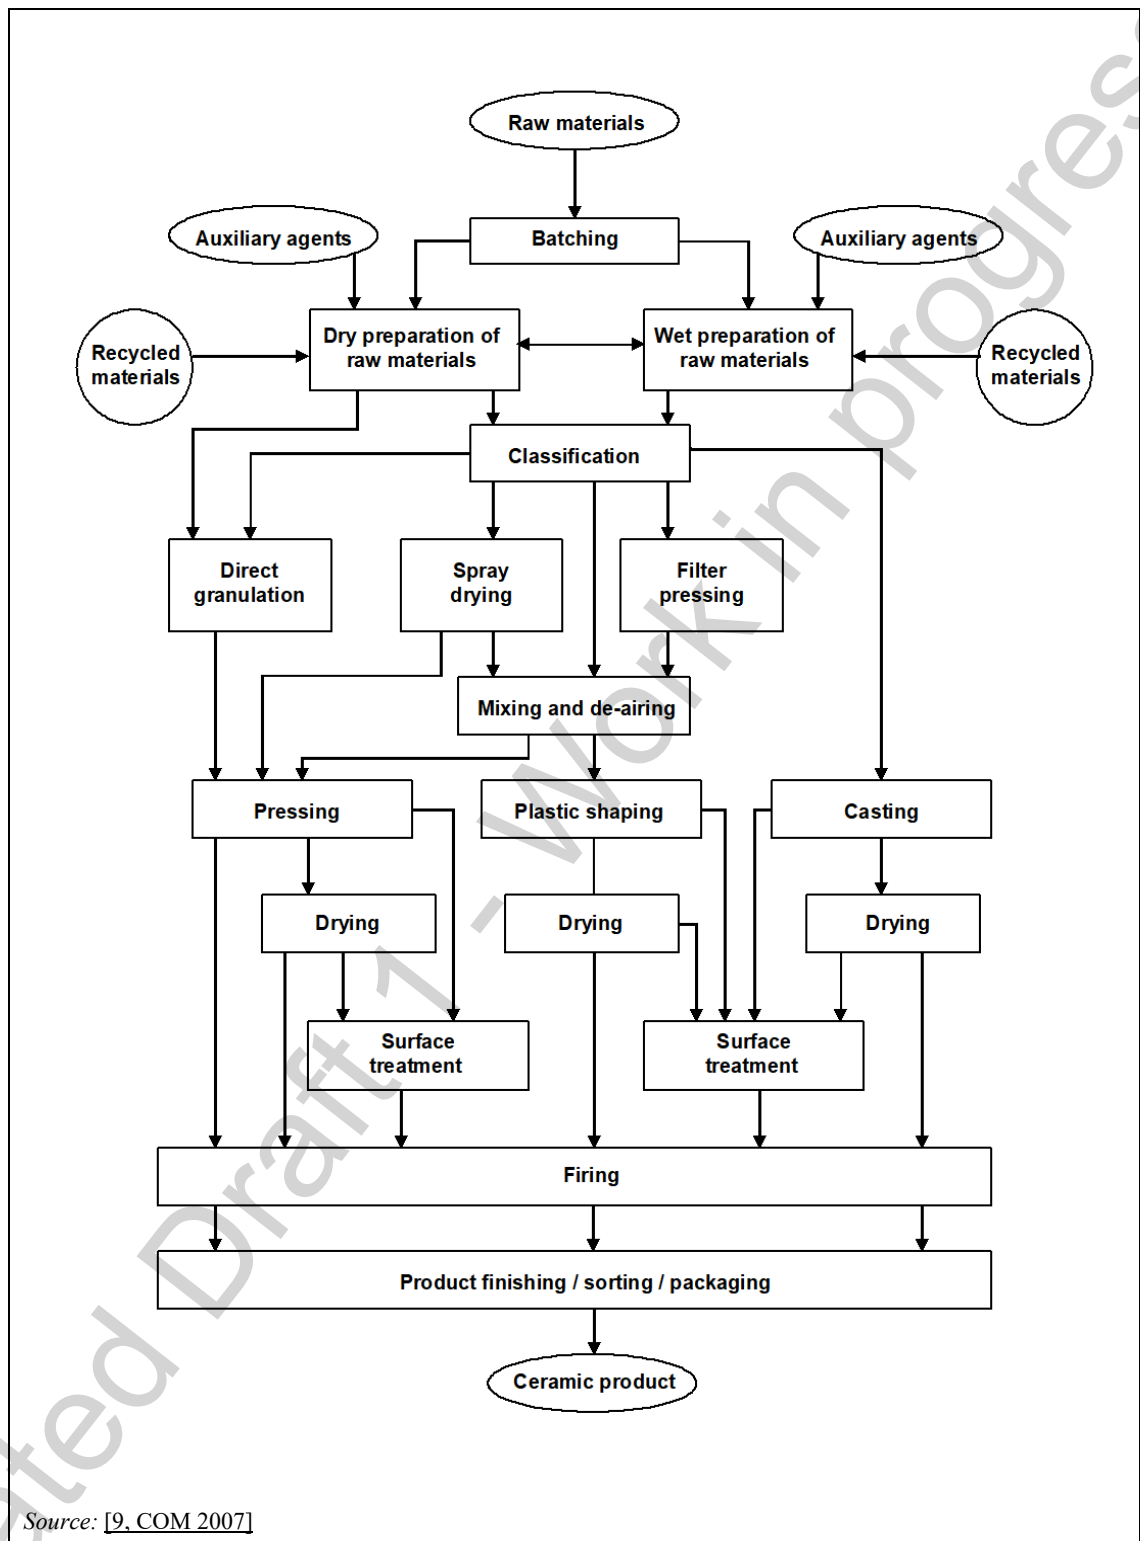 Raw materials
Auxiliary agents
Batching
Auxiliary agents
Recycled
materials
Dry preparation of
raw materials
Wet preparation of
raw materials
Recycled
materials
Classification
Direct
granulation
Spray
drying
Filter
pressing
Mixing and de-airing
Pressing
Plastic shaping
Casting
Drying
Drying
Drying
Surface
treatment
Surface
treatment
Firing
Product finishing / sorting / packaging
Ceramic product
Source: [9, COM 2007]
Draft 1 - Work in